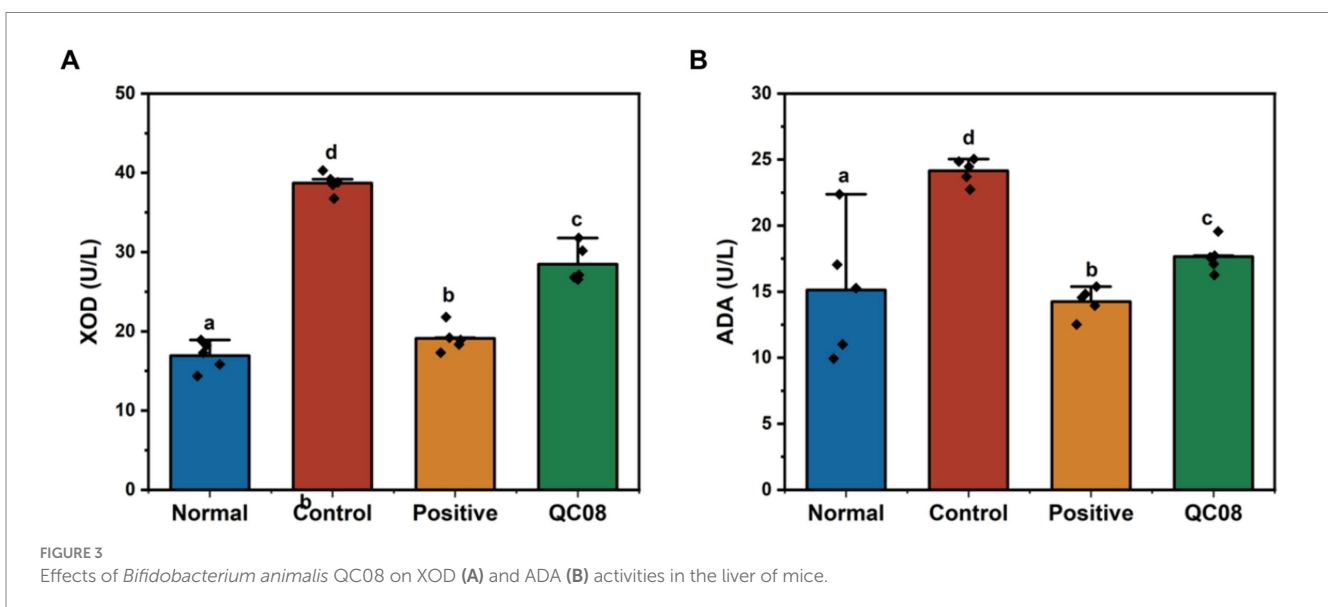 A
XOD (U/L)
50
40
30
20
10
0
a
d
b
c
Normal
Control
b
Positive
QC08
B
ADA (U/L)
30
25
20
15
10
5
0
a
d
b
c
Normal
Control
Positive
QC08
FIGURE 3
Effects of Bifidobacterium animalis QC08 on XOD (A) and ADA (B) activities in the liver of mice.